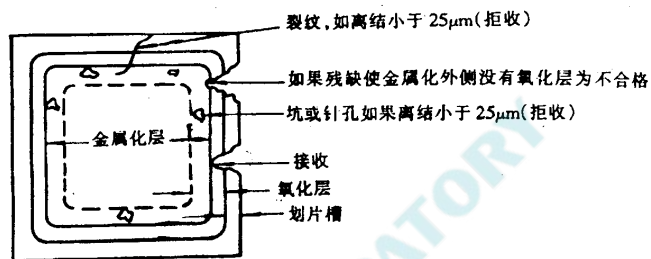 裂纹,如离结小于25μm(拒收)
如果残缺使金属化外侧没有氧化层为不合格
坑或针孔如果离结小于25μm(拒收)
金属化层
接收
氧化层
划片槽
ATORY